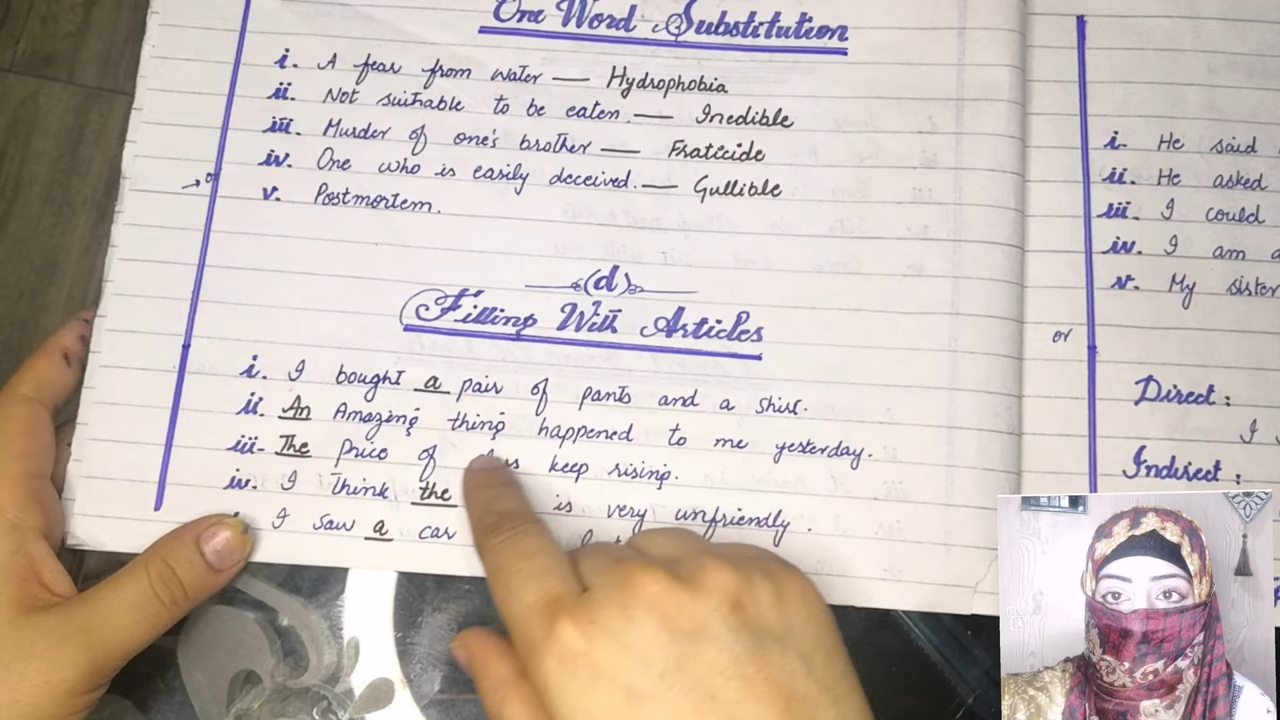 One Word Substitution
i. A fear from water — Hydrophobia
ii. Not suitable to be eaten. — Inedible
iii. Murder of one's brother — Fraticide
iv. One who is easily deceived. — Gullible
v. Postmortem.
(d)
Filling With Articles
i. I bought a pair of pants and a shirt.
ii. An Amazing thing happened to me yesterday.
iii- The price of keep rising.
iv. I think the is very unfriendly.
I saw a car
i. He said
ii. He asked
iii. I could
iv. I am a
v. My sister
or
Direct:
I
Indirect: